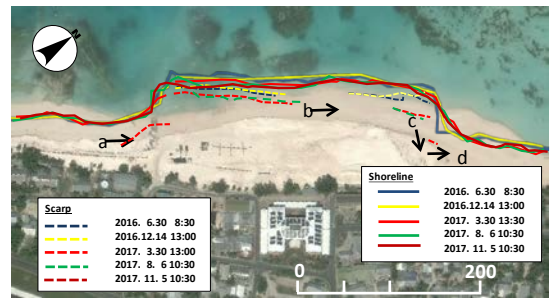 a
b
c
d
Scarp
2016. 6.30 8:30
2016.12.14 13:00
2017. 3.30 13:00
2017. 8. 6 10:30
2017. 11. 5 10:30
Shoreline
2016. 6.30 8:30
2016.12.14 13:00
2017. 3.30 13:30
2017. 8. 6 10:30
2017. 11. 5 10:30
0 200